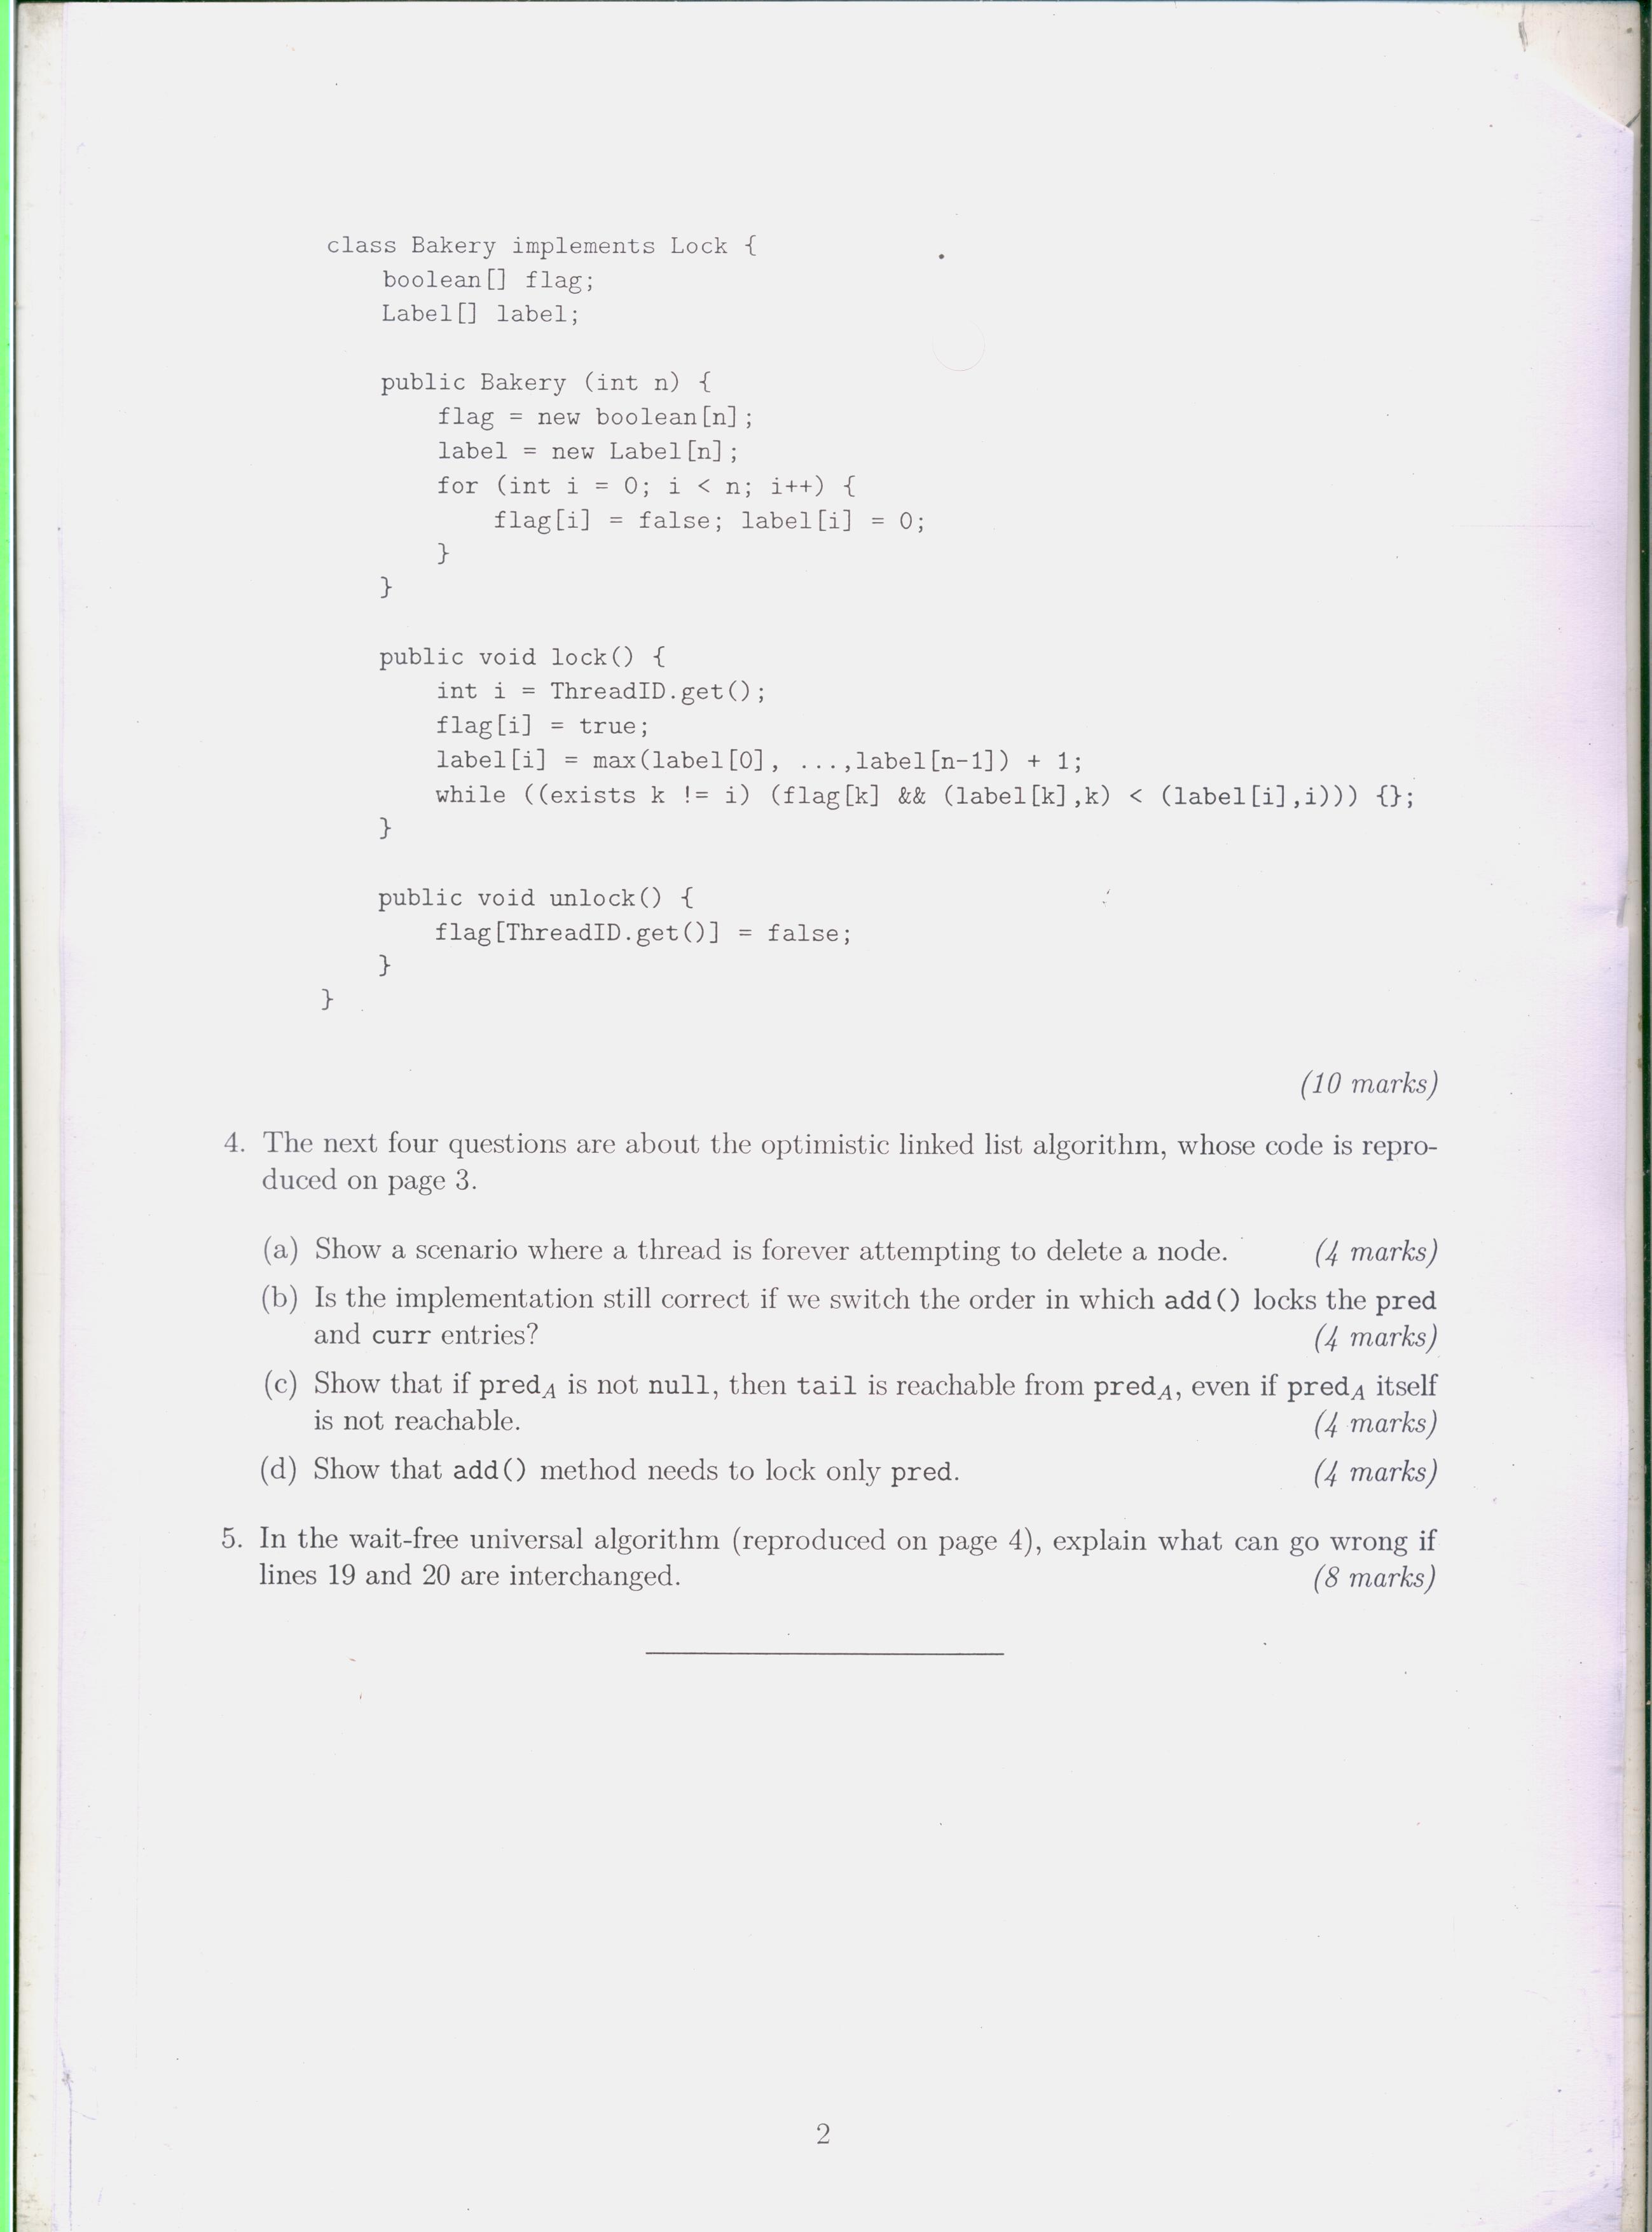 class Bakery implements Lock {
boolean[] flag;
Label[] label;
public Bakery (int n) {
flag = new boolean[n];
label = new Label[n];
for (int i = 0; i < n; i++) {
flag[i] = false; label[i] = 0;
}
}
public void lock() {
int i = ThreadID.get();
flag[i] = true;
label[i] = max(label[0], ...,label[n-1]) + 1;
while ((exists k != i) (flag[k] && (label[k],k) < (label[i],i))) {};
}
public void unlock() {
flag[ThreadID.get()] = false;
}
}
(10 marks)
4. The next four questions are about the optimistic linked list algorithm, whose code is repro-
duced on page 3.
(a) Show a scenario where a thread is forever attempting to delete a node. (4 marks)
(b) Is the implementation still correct if we switch the order in which add() locks the pred
and curr entries? (4 marks)
(c) Show that if pred_A is not null, then tail is reachable from pred_A, even if pred_A itself
is not reachable. (4 marks)
(d) Show that add() method needs to lock only pred. (4 marks)
5. In the wait-free universal algorithm (reproduced on page 4), explain what can go wrong if
lines 19 and 20 are interchanged. (8 marks)
2